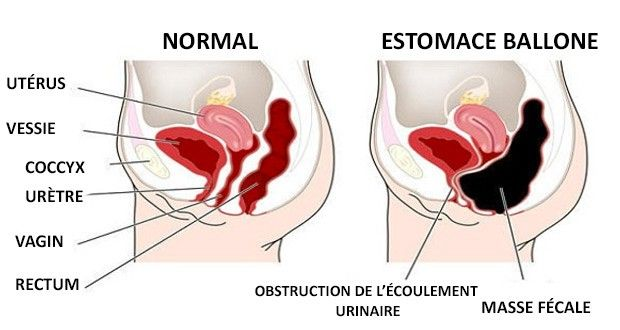 NORMAL
ESTOMACE BALLONE
UTÉRUS
VESSIE
COCCYX
URÈTRE
VAGIN
RECTUM
OBSTRUCTION DE L'ÉCOULEMENT
URINAIRE
MASSE FÉCALE